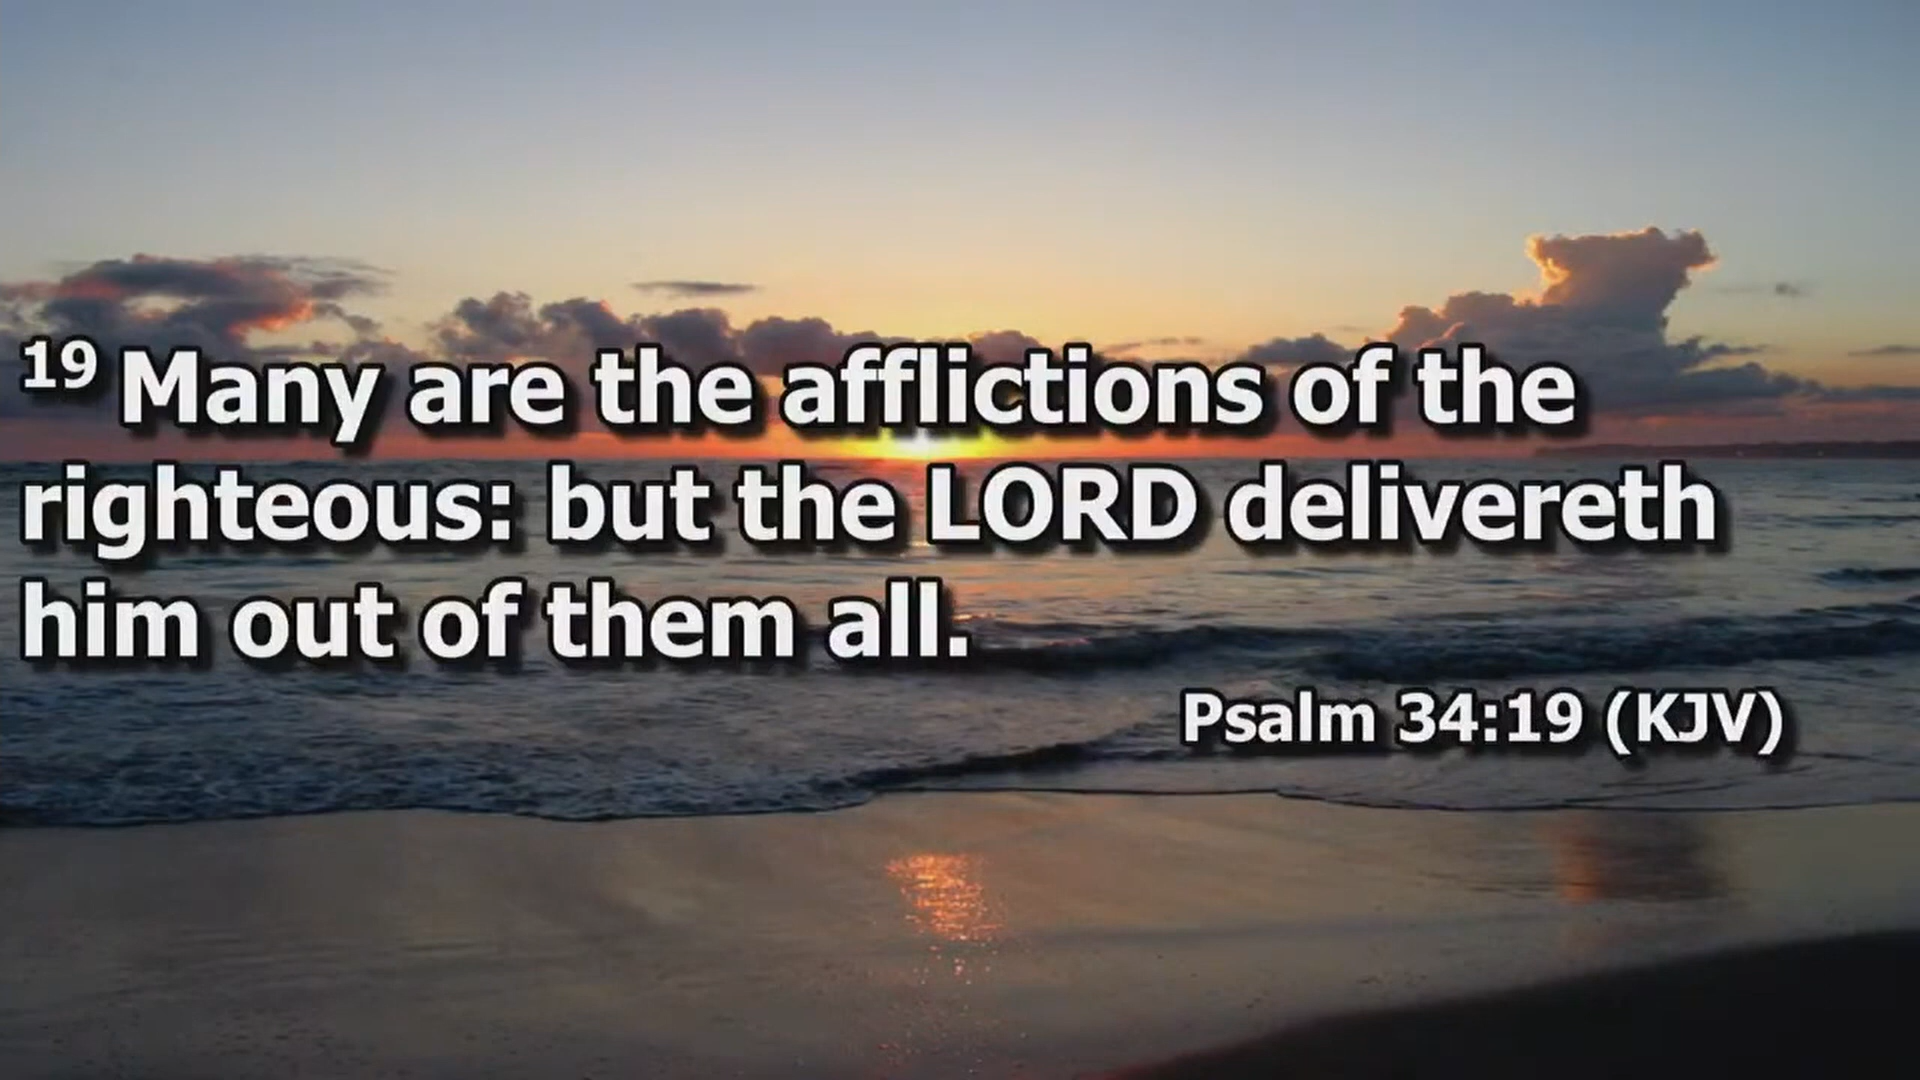 19 Many are the afflictions of the
righteous: but the LORD delivereth
him out of them all.
Psalm 34:19 (KJV)